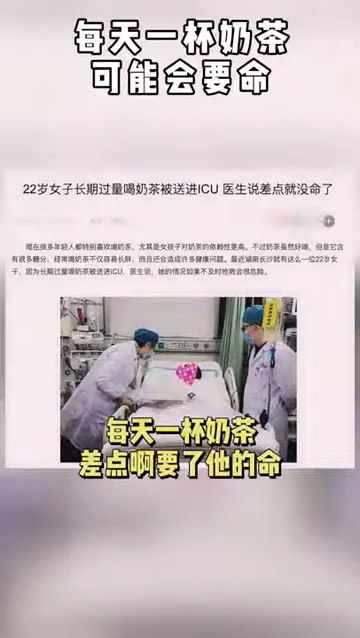 每天一杯奶茶
可能会要命
22岁女子长期过量喝奶茶被送进ICU 医生说差点就没命了
现在很多年轻人都特别喜欢喝奶茶，尤其是女孩子对奶茶的依赖性更高。不过奶茶虽然好喝，但是它含
有很多糖分，经常喝奶茶不仅容易长胖，而且还会造成许多健康问题。最近湖南长沙就有这么一位22岁女
子，因为长期过量喝奶茶被送进ICU，医生说，她的情况如果不及时抢救会很危险。
每天一杯奶茶
差点啊要了他的命